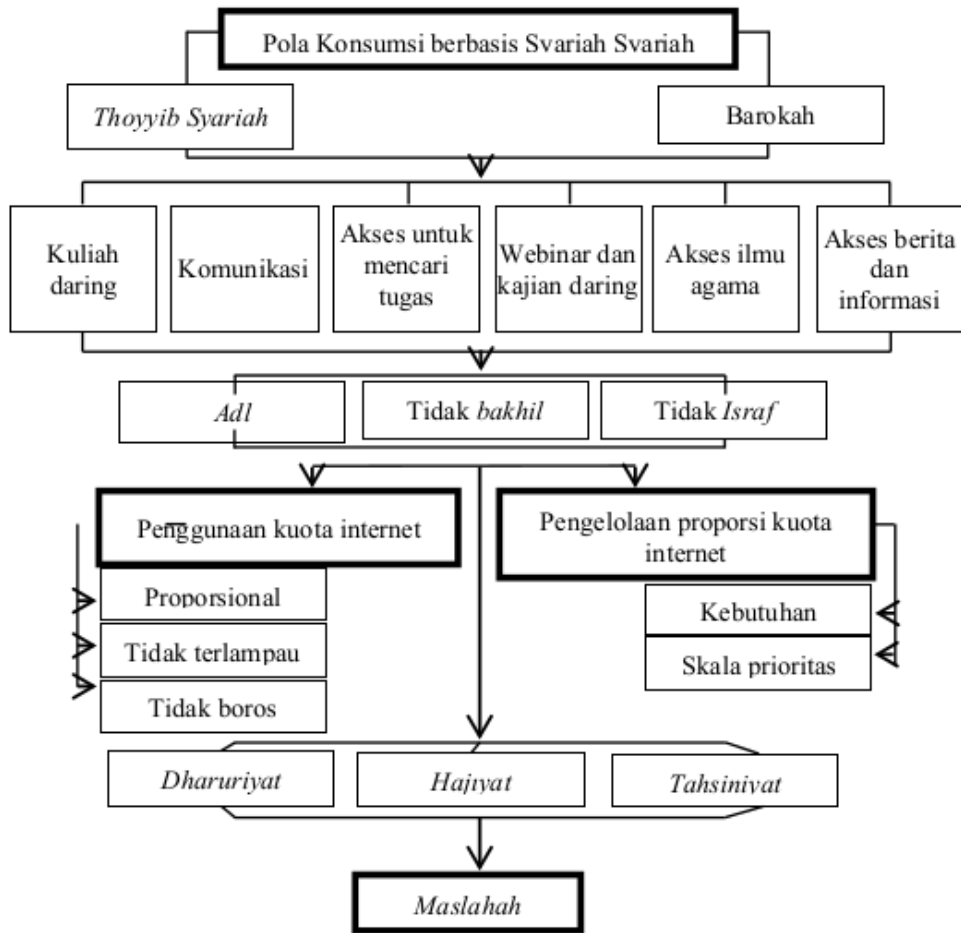 Pola Konsumsi berbasis Svariah Svariah
Thoyyib Syariah
Barokah
Kuliah
daring
Komunikasi
Akses untuk
mencari
tugas
Webinar dan
kajian daring
Akses ilmu
agama
Akses berita
dan
informasi
Adl
Tidak bakhil
Tidak Israf
Penggunaan kuota internet
Pengelolaan proporsi kuota
internet
Proporsional
Tidak terlampau
Tidak boros
Kebutuhan
Skala prioritas
Dharuriyat
Hajiyat
Tahsinivat
Maslahah